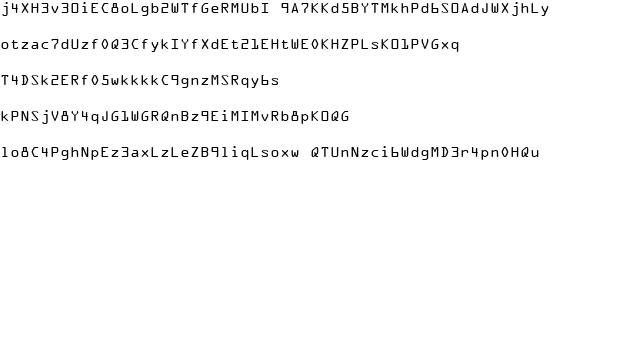 j4XH3v3OiEC8oLgb2WTfGeRMUbI 9A7KKd5BYTMkhPd6SOAdJWXjhLy
otzac7dUzf0Q3CfykIYfXdEt21EHtWE0KHZPLsKO1PVGxq
T4DSk2ERf05wkkkkC9gnzMSRqy6s
kPNSjV8Y4qJG1WGRQnBz9EiMIMvRb8pKOQG
lo8C4PghNpEz3axLzLeZB9liqLsoxw QTUnNzci6WdgMD3r4pn0HQu